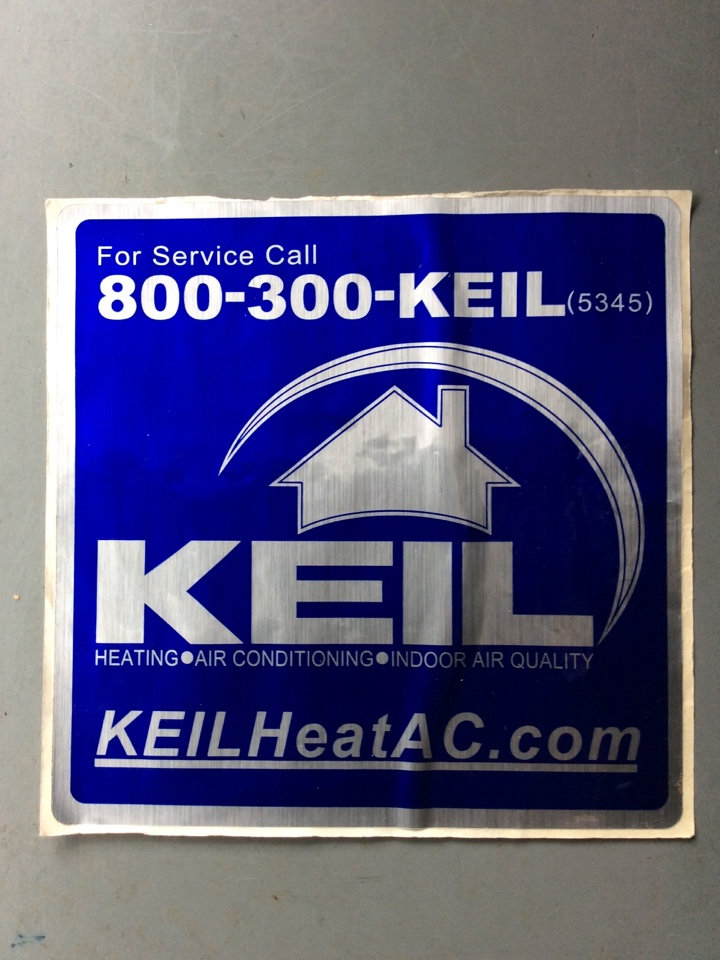 For Service Call
800-300-KEIL(5345)
KEIL
HEATING●AIR CONDITIONING●INDOOR AIR QUALITY
KEILHeatAC.com